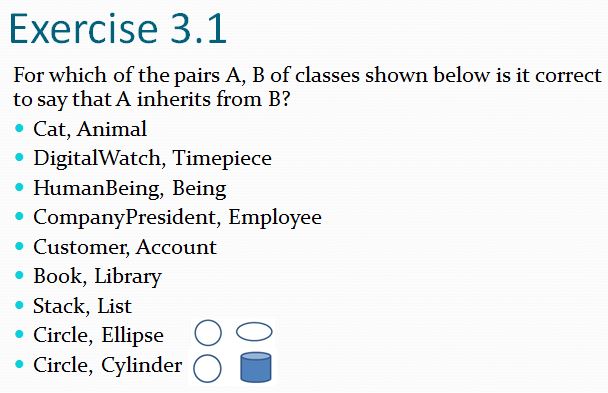 Exercise 3.1
For which of the pairs A, B of classes shown below is it correct
to say that A inherits from B?
• Cat, Animal
• DigitalWatch, Timepiece
• HumanBeing, Being
• CompanyPresident, Employee
• Customer, Account
• Book, Library
• Stack, List
• Circle, Ellipse
• Circle, Cylinder